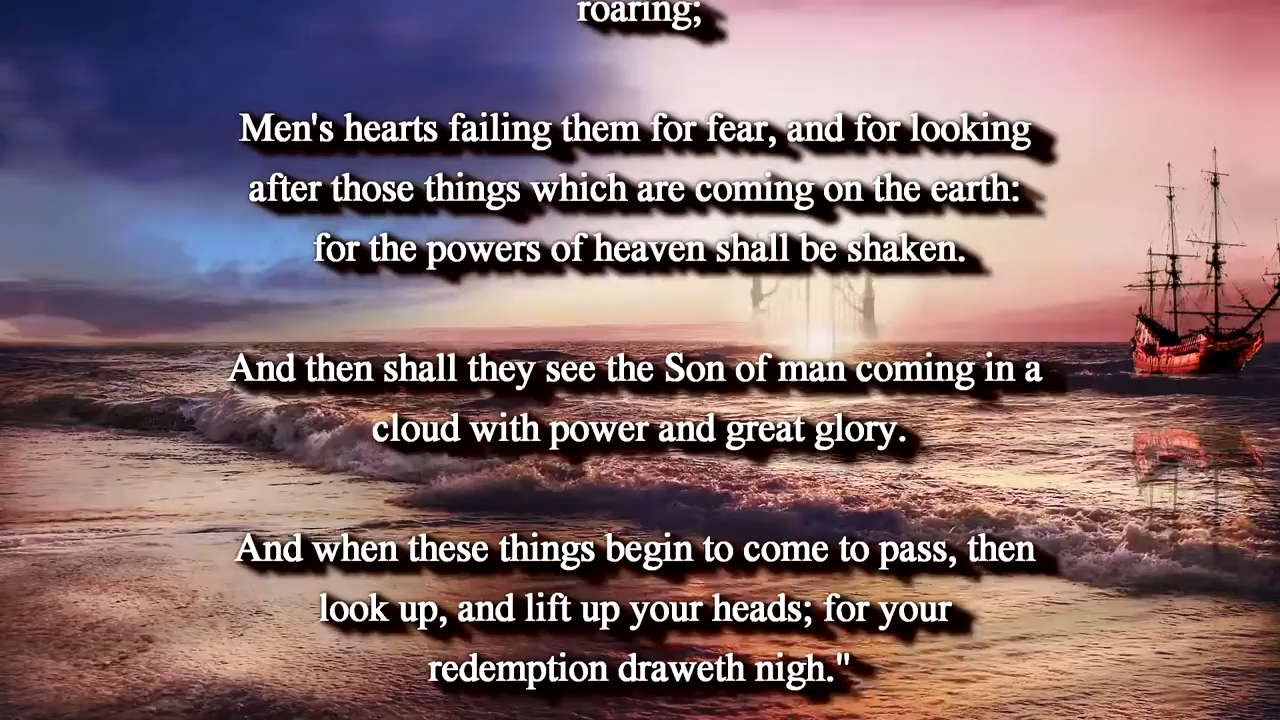 roaring;
Men's hearts failing them for fear, and for looking
after those things which are coming on the earth:
for the powers of heaven shall be shaken.
And then shall they see the Son of man coming in a
cloud with power and great glory.
And when these things begin to come to pass, then
look up, and lift up your heads; for your
redemption draweth nigh."